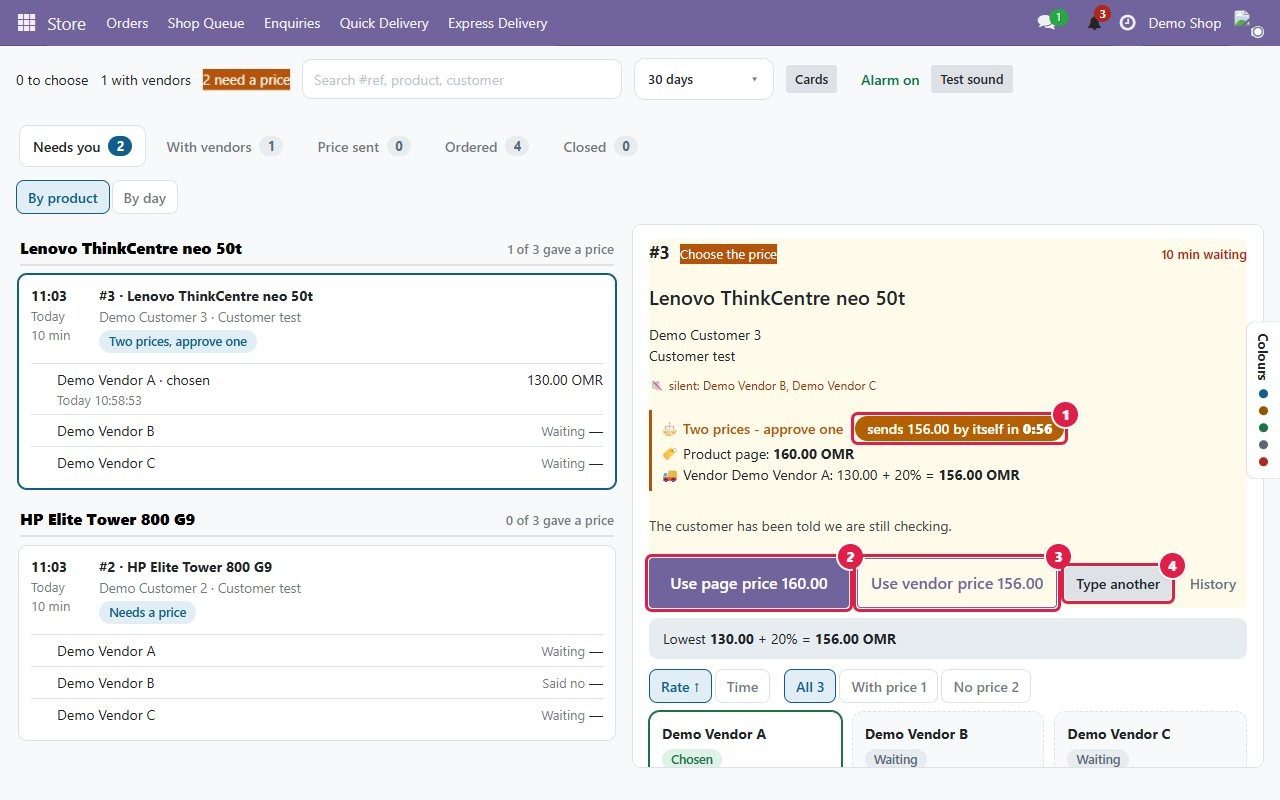 Store Orders Shop Queue Enquiries Quick Delivery Express Delivery 1 3 Demo Shop
0 to choose 1 with vendors 2 need a price Search #ref, product, customer 30 days Cards Alarm on Test sound
Needs you 2 With vendors 1 Price sent 0 Ordered 4 Closed 0
By product By day
Lenovo ThinkCentre neo 50t 1 of 3 gave a price
11:03 #3 · Lenovo ThinkCentre neo 50t
Today Demo Customer 3 · Customer test
10 min Two prices, approve one
Demo Vendor A · chosen 130.00 OMR
Today 10:58:53
Demo Vendor B Waiting —
Demo Vendor C Waiting —
HP Elite Tower 800 G9 0 of 3 gave a price
11:03 #2 · HP Elite Tower 800 G9
Today Demo Customer 2 · Customer test
10 min Needs a price
Demo Vendor A Waiting —
Demo Vendor B Said no —
Demo Vendor C Waiting —
#3 Choose the price 10 min waiting
Lenovo ThinkCentre neo 50t
Demo Customer 3
Customer test
silent: Demo Vendor B, Demo Vendor C
Two prices - approve one sends 156.00 by itself in 0:56 1
Product page: 160.00 OMR
Vendor Demo Vendor A: 130.00 + 20% = 156.00 OMR
The customer has been told we are still checking.
Use page price 160.00 2 Use vendor price 156.00 3 Type another 4 History
Lowest 130.00 + 20% = 156.00 OMR
Rate ↑ Time All 3 With price 1 No price 2
Demo Vendor A Demo Vendor B Demo Vendor C
Chosen Waiting Waiting
Colours